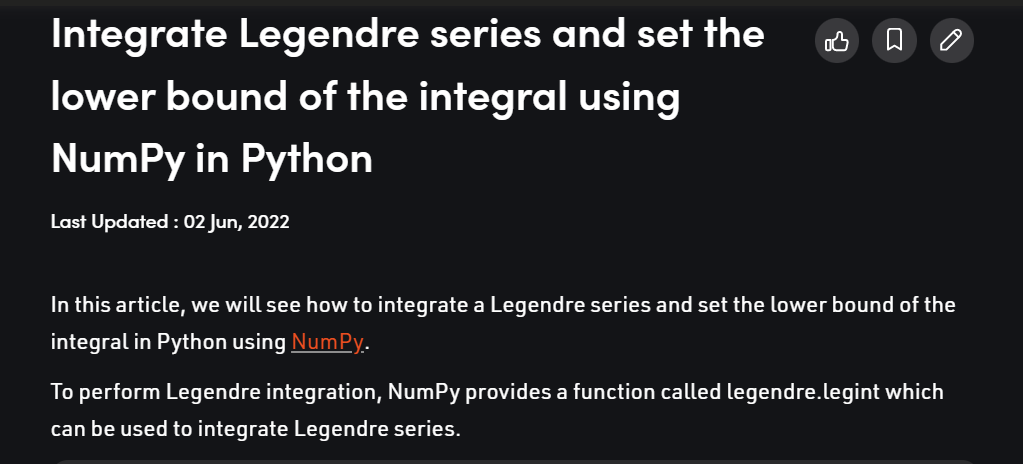 Integrate Legendre series and set the
lower bound of the integral using
NumPy in Python
Last Updated : 02 Jun, 2022
In this article, we will see how to integrate a Legendre series and set the lower bound of the
integral in Python using NumPy.
To perform Legendre integration, NumPy provides a function called legendre.legint which
can be used to integrate Legendre series.